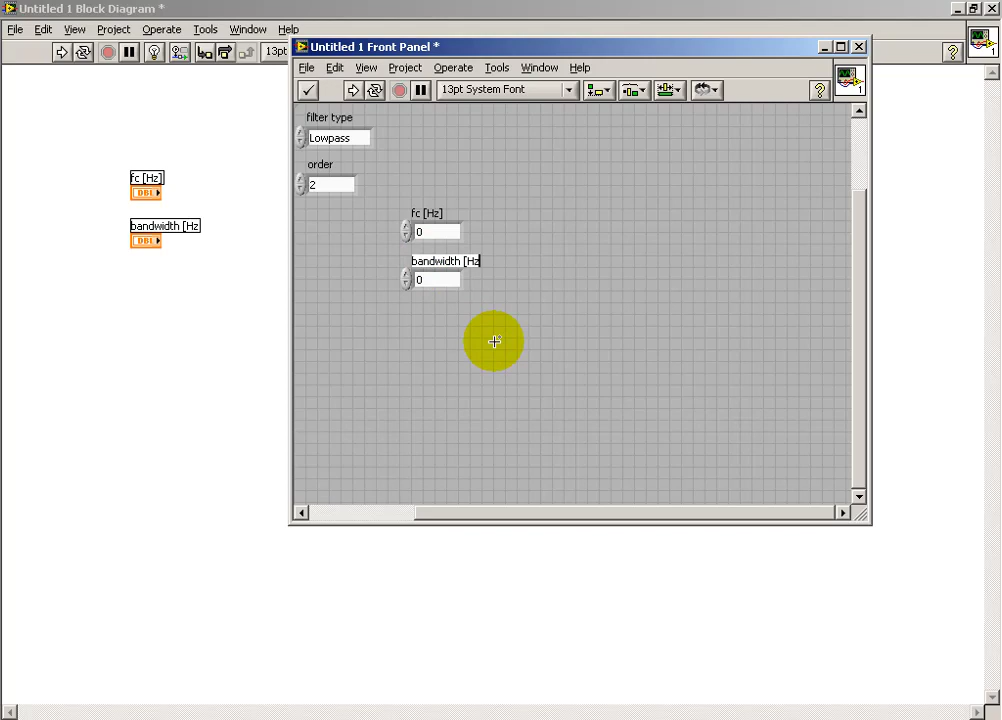 Untitled 1 Block Diagram *
File Edit View Project Operate Tools Window Help
13pt
1
fc [Hz]
DBL
bandwidth [Hz
DBL
Untitled 1 Front Panel *
File Edit View Project Operate Tools Window Help
13pt System Font
?
1
?
filter type
Lowpass
order
2
fc [Hz]
0
bandwidth [Hz
0